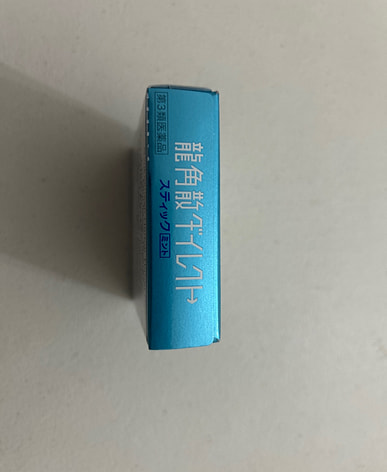 第3類医薬品
龍角散ダイレクト
スティック ミント